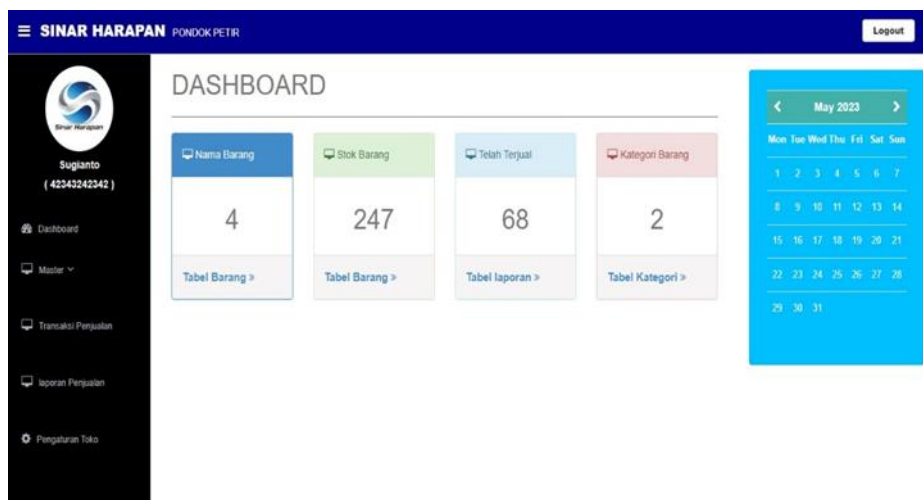 SINAR HARAPAN PONDOK PETIR
Logout
Sinar Harapan
Sugianto
( 42343242342 )
Dashboard
Master
Transaksi Penjualan
laporan Penjualan
Pengaturan Toko
DASHBOARD
Nama Barang
4
Tabel Barang »
Stok Barang
247
Tabel Barang »
Telah Terjual
68
Tabel laporan »
Kategori Barang
2
Tabel Kategori »
May 2023
Mon Tue Wed Thu Fri Sat Sun
1 2 3 4 5 6 7
8 9 10 11 12 13 14
15 16 17 18 19 20 21
22 23 24 25 26 27 28
29 30 31